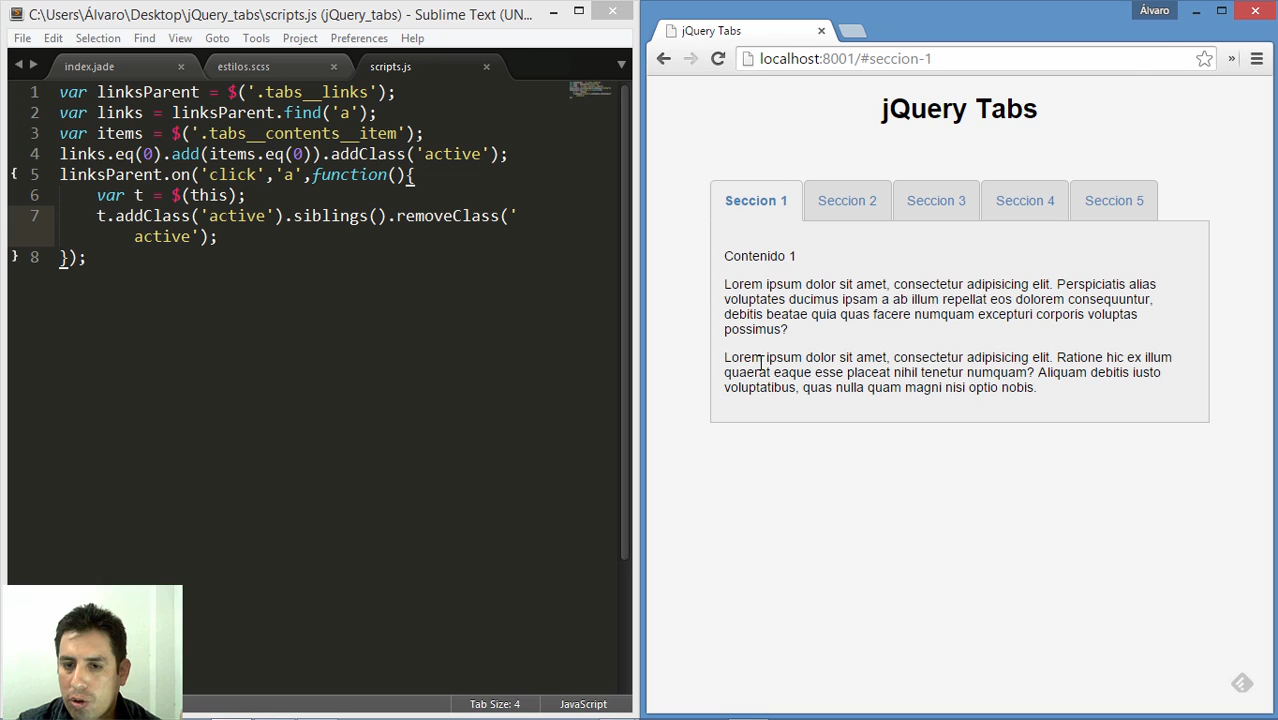 C:\Users\Álvaro\Desktop\jQuery_tabs\scripts.js (jQuery_tabs) - Sublime Text (UN...
File Edit Selection Find View Goto Tools Project Preferences Help
index.jade estilos.scss scripts.js
1 var linksParent = $('.tabs__links');
2 var links = linksParent.find('a');
3 var items = $('.tabs__contents__item');
4 links.eq(0).add(items.eq(0)).addClass('active');
{ 5 linksParent.on('click','a',function(){
6 var t = $(this);
7 t.addClass('active').siblings().removeClass('
active');
} 8 });
Tab Size: 4 JavaScript
Álvaro
jQuery Tabs
localhost:8001/#seccion-1
jQuery Tabs
Seccion 1 Seccion 2 Seccion 3 Seccion 4 Seccion 5
Contenido 1
Lorem ipsum dolor sit amet, consectetur adipisicing elit. Perspiciatis alias
voluptates ducimus ipsam a ab illum repellat eos dolorem consequuntur,
debitis beatae quia quas facere numquam excepturi corporis voluptas
possimus?
Lorem ipsum dolor sit amet, consectetur adipisicing elit. Ratione hic ex illum
quaerat eaque esse placeat nihil tenetur numquam? Aliquam debitis iusto
voluptatibus, quas nulla quam magni nisi optio nobis.